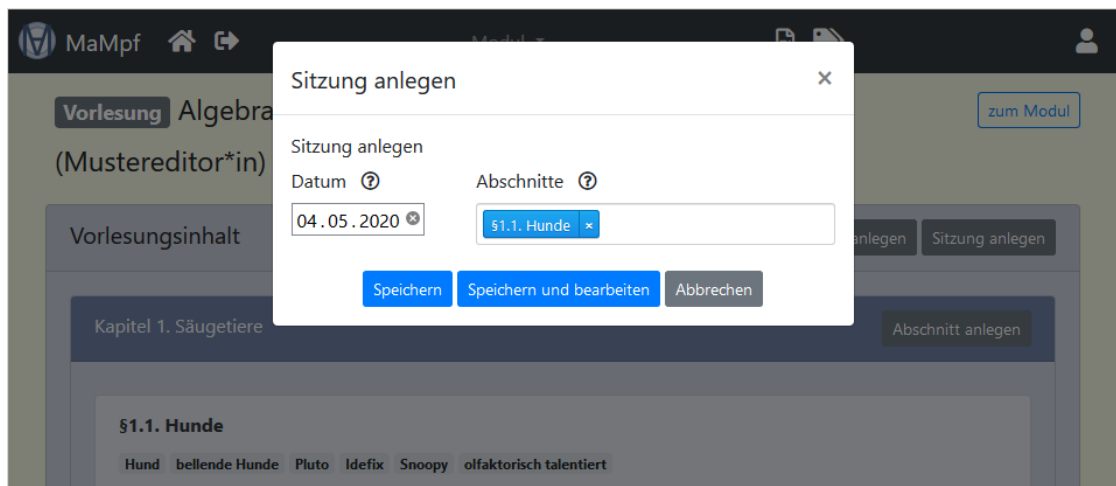 MaMpf
Modul
Sitzung anlegen ×
Vorlesung Algebra
zum Modul
(Mustereditor*in)
Sitzung anlegen
Datum Abschnitte
04.05.2020
§1.1. Hunde ×
Vorlesungsinhalt
anlegen
Sitzung anlegen
Speichern Speichern und bearbeiten Abbrechen
Kapitel 1. Säugetiere
Abschnitt anlegen
§1.1. Hunde
Hund bellende Hunde Pluto Idefix Snoopy olfaktorisch talentiert